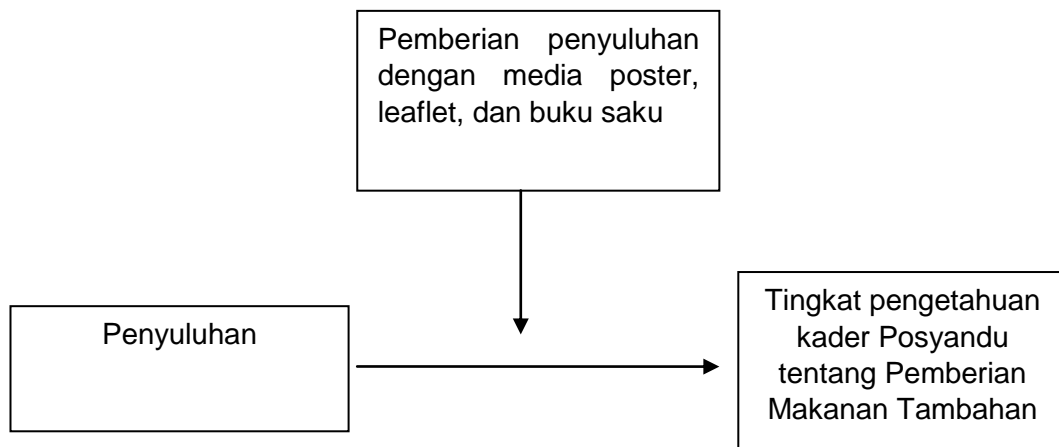 Pemberian penyuluhan
dengan media poster,
leaflet, dan buku saku
Penyuluhan
Tingkat pengetahuan
kader Posyandu
tentang Pemberian
Makanan Tambahan